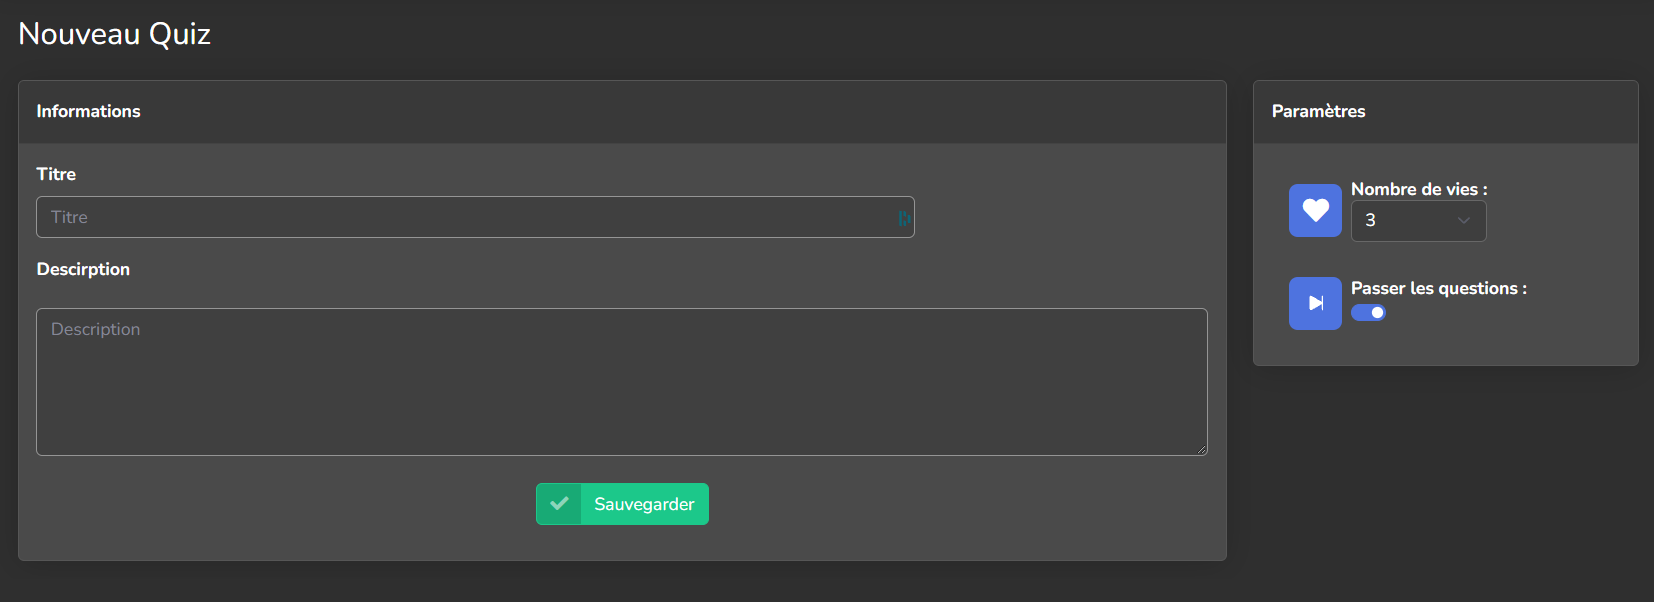 Nouveau Quiz
Informations
Titre
Titre
Descirption
Description
Sauvegarder
Paramètres
Nombre de vies :
3
Passer les questions :